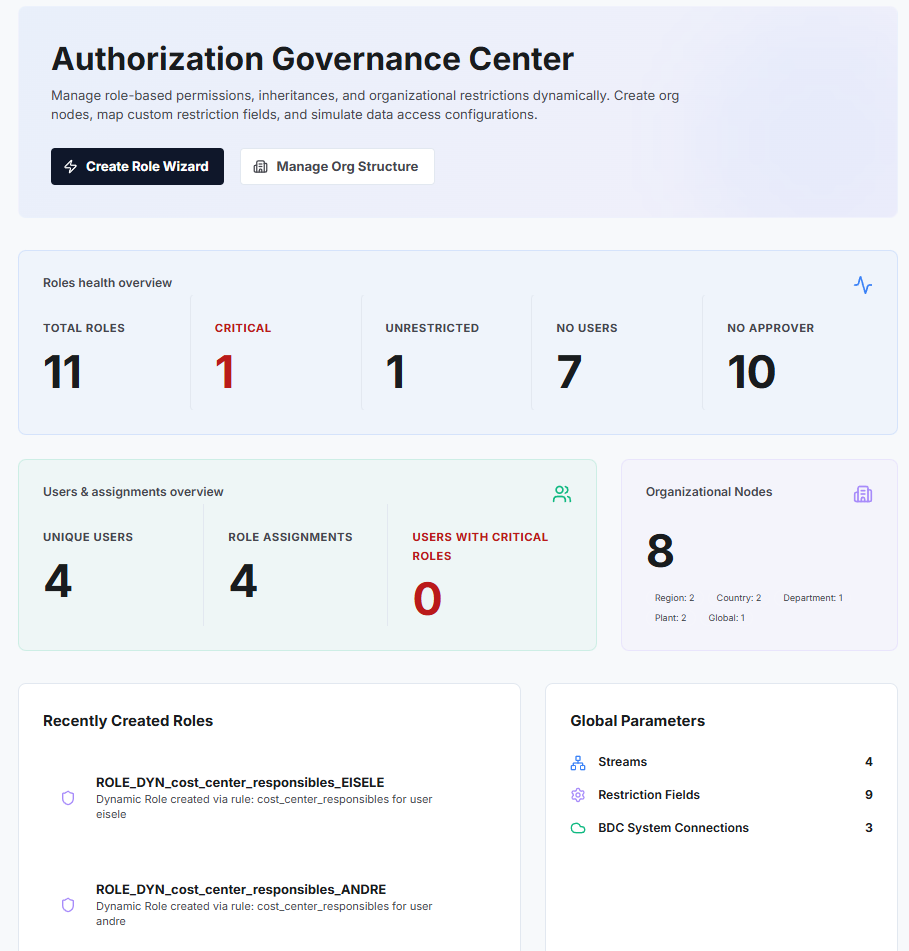 Authorization Governance Center
Manage role-based permissions, inheritances, and organizational restrictions dynamically. Create org
nodes, map custom restriction fields, and simulate data access configurations.
Create Role Wizard
Manage Org Structure
Roles health overview
TOTAL ROLES
11
CRITICAL
1
UNRESTRICTED
1
NO USERS
7
NO APPROVER
10
Users & assignments overview
UNIQUE USERS
4
ROLE ASSIGNMENTS
4
USERS WITH CRITICAL
ROLES
0
Organizational Nodes
8
Region: 2
Country: 2
Department: 1
Plant: 2
Global: 1
Recently Created Roles
ROLE_DYN_cost_center_responsibles_EISELE
Dynamic Role created via rule: cost_center_responsibles for user
eisele
ROLE_DYN_cost_center_responsibles_ANDRE
Dynamic Role created via rule: cost_center_responsibles for user
andre
Global Parameters
Streams 4
Restriction Fields 9
BDC System Connections 3